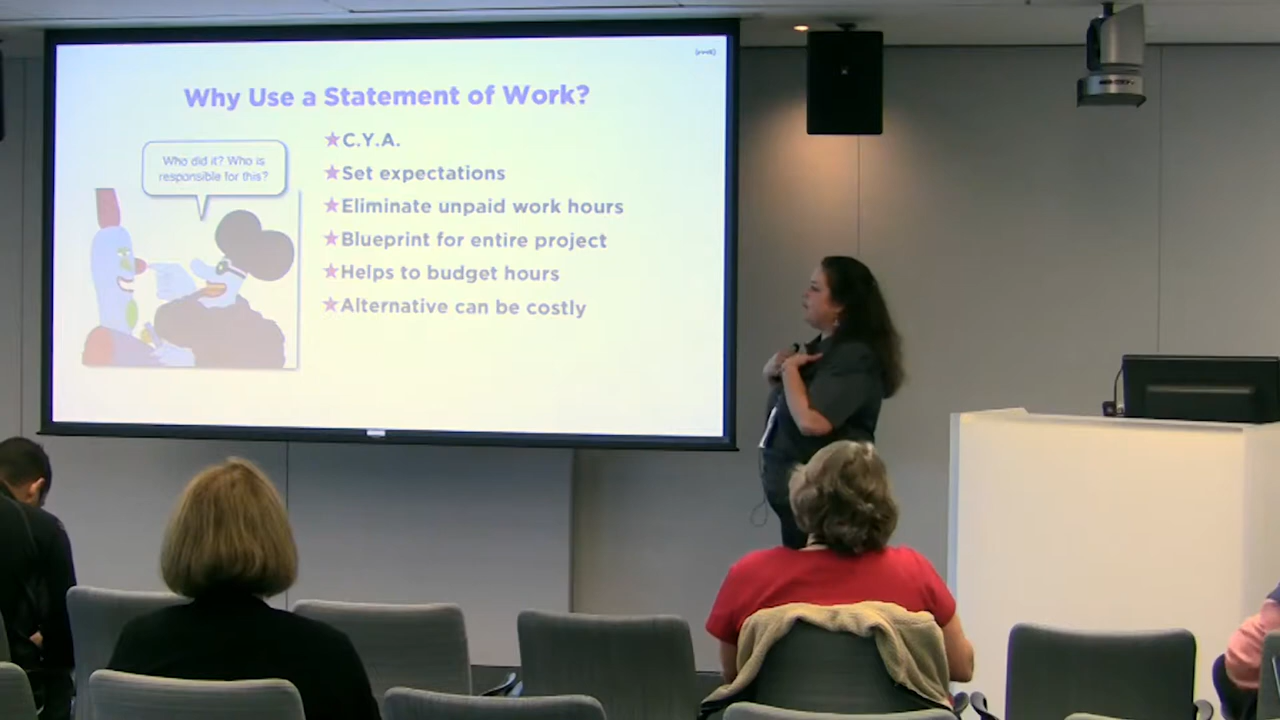 Why Use a Statement of Work?
Who did it? Who is
responsible for this?
★C.Y.A.
★Set expectations
★Eliminate unpaid work hours
★Blueprint for entire project
★Helps to budget hours
★Alternative can be costly